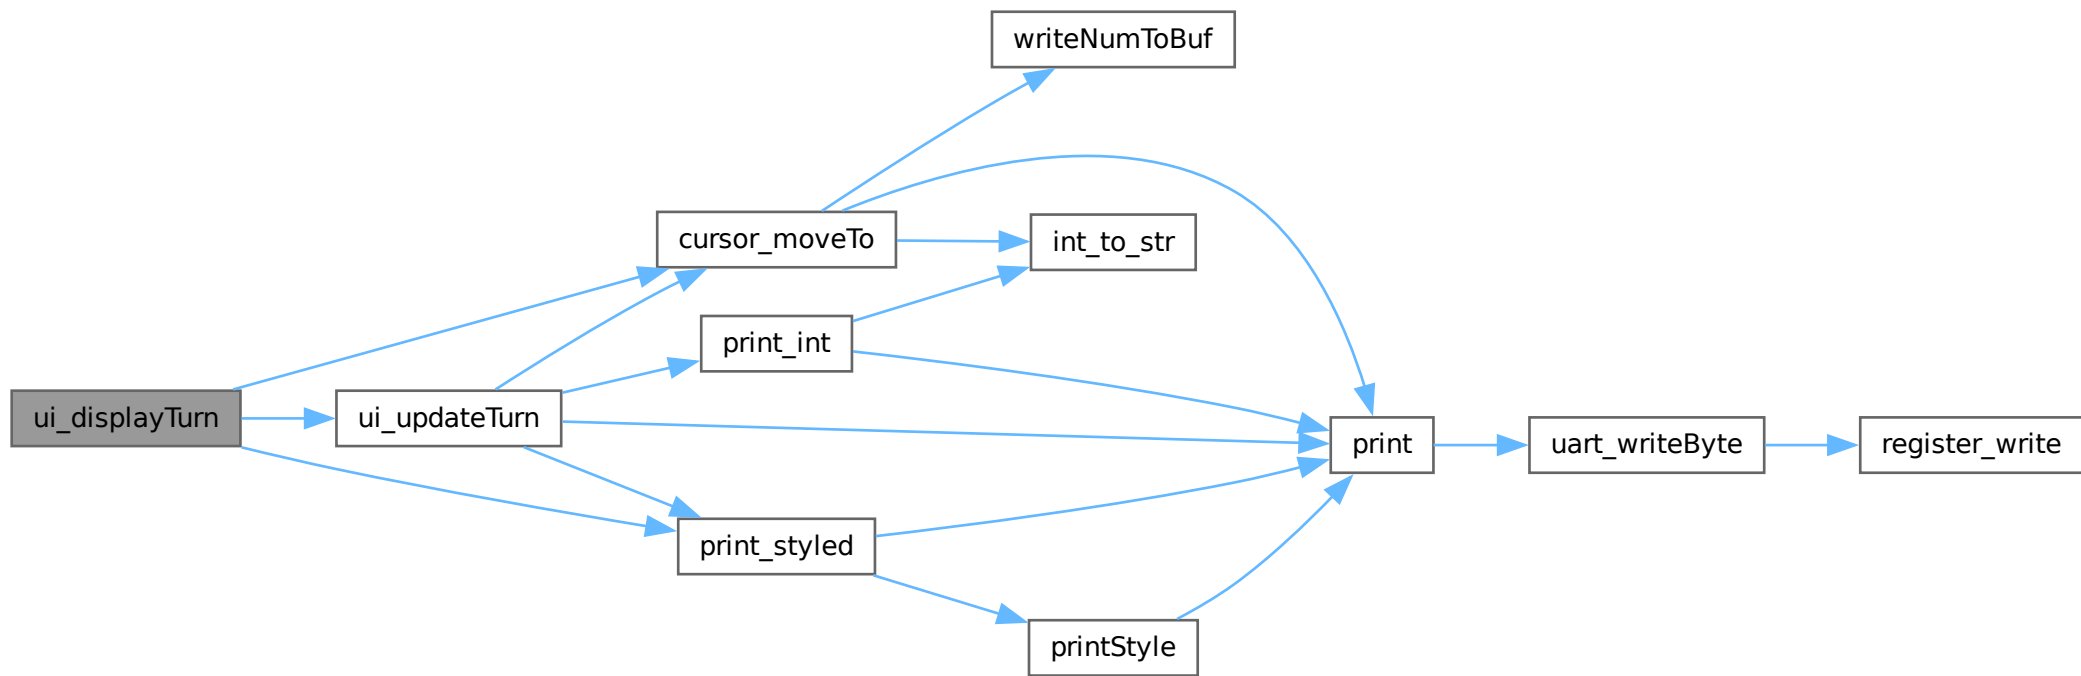 writeNumToBuf
cursor_moveTo
int_to_str
print_int
ui_displayTurn
ui_updateTurn
print
uart_writeByte
register_write
print_styled
printStyle